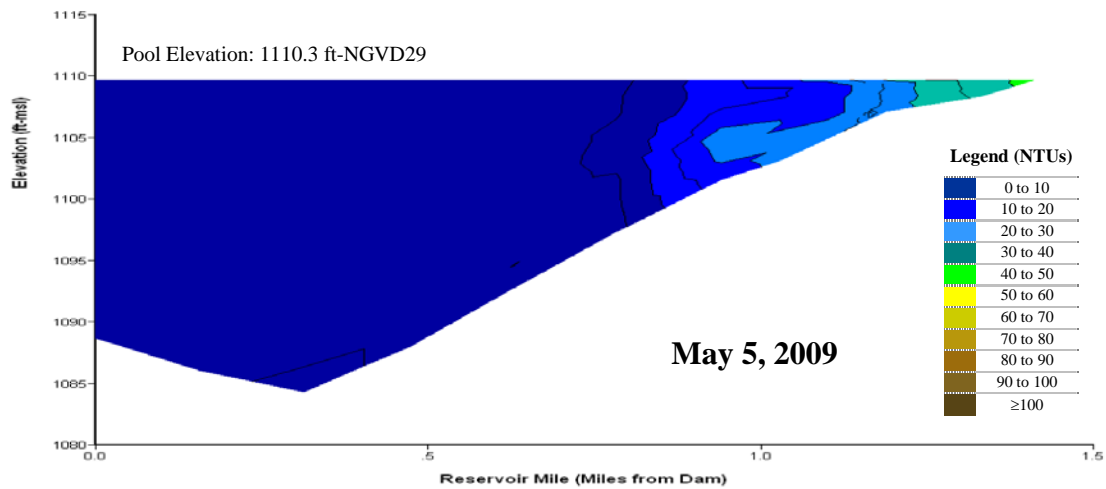 1115
Pool Elevation: 1110.3 ft-NGVD29
1110
1105
1100
1095
1090
1085
1080
Elevation (ft-msl)
0.0
.5
1.0
1.5
Reservoir Mile (Miles from Dam)
May 5, 2009
Legend (NTUs)
0 to 10
10 to 20
20 to 30
30 to 40
40 to 50
50 to 60
60 to 70
70 to 80
80 to 90
90 to 100
≥100